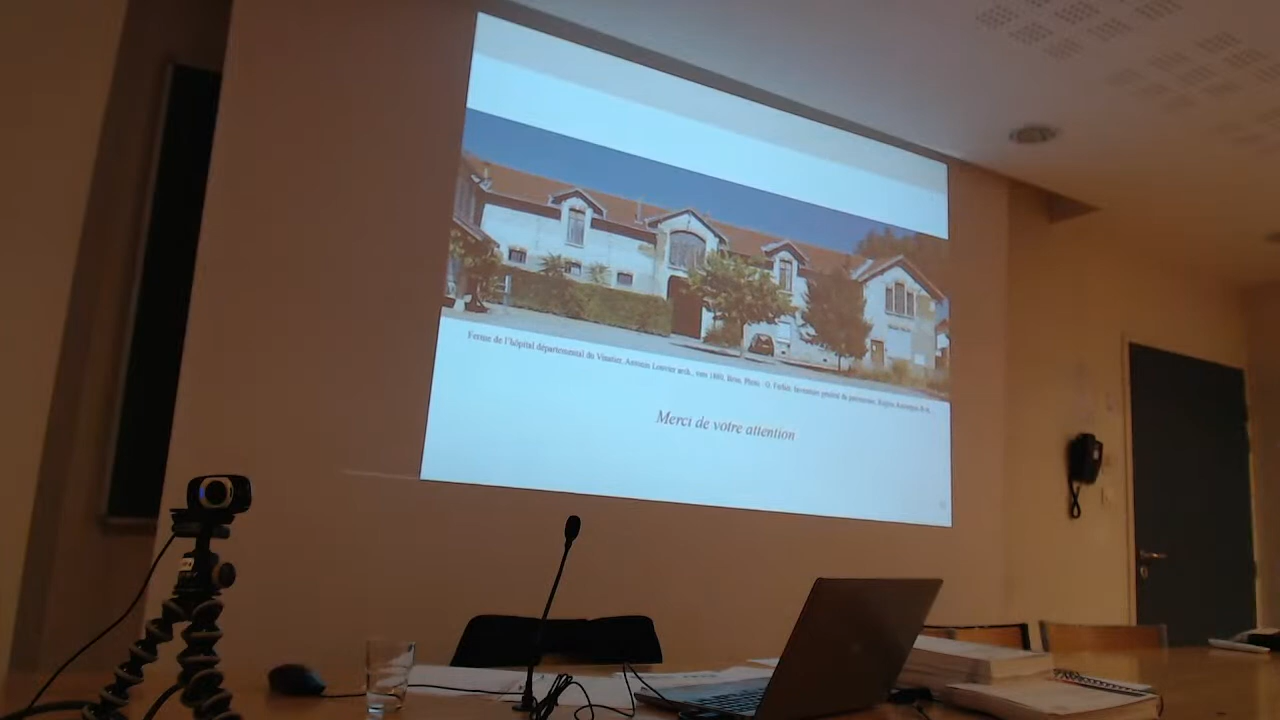 Ferme de l'hôpital départemental du Vinatier, Antonin Louvier arch., vers 1880, Bron. Photo : O. Inventaire général du patrimoine, Région Auvergne-R-A.
Merci de votre attention